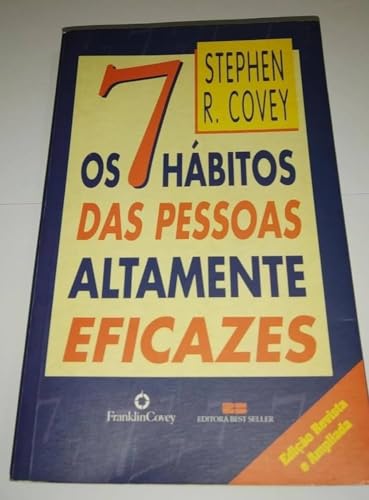 STEPHEN
R. COVEY
OS 7 HÁBITOS
DAS PESSOAS
ALTAMENTE
EFICAZES
FranklinCovey
EDITORA BEST SELLER
Edição Revista
e Ampliada